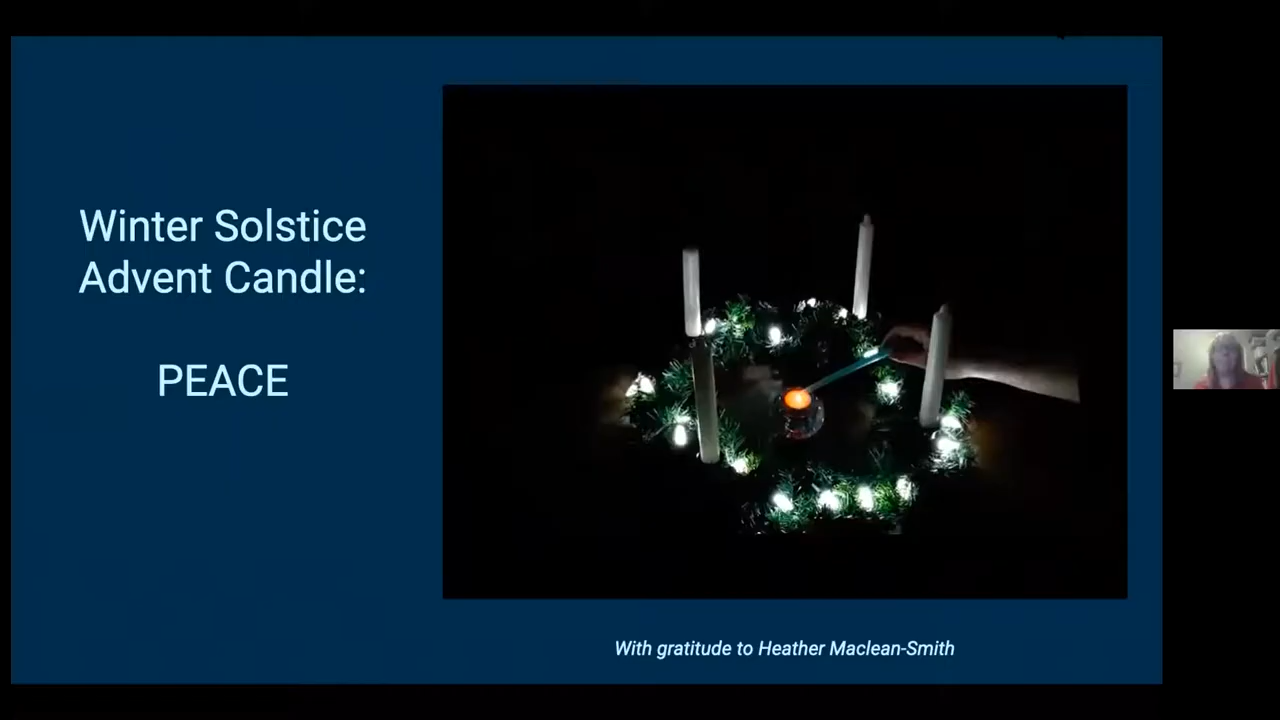 Winter Solstice
Advent Candle:
PEACE
With gratitude to Heather Maclean-Smith